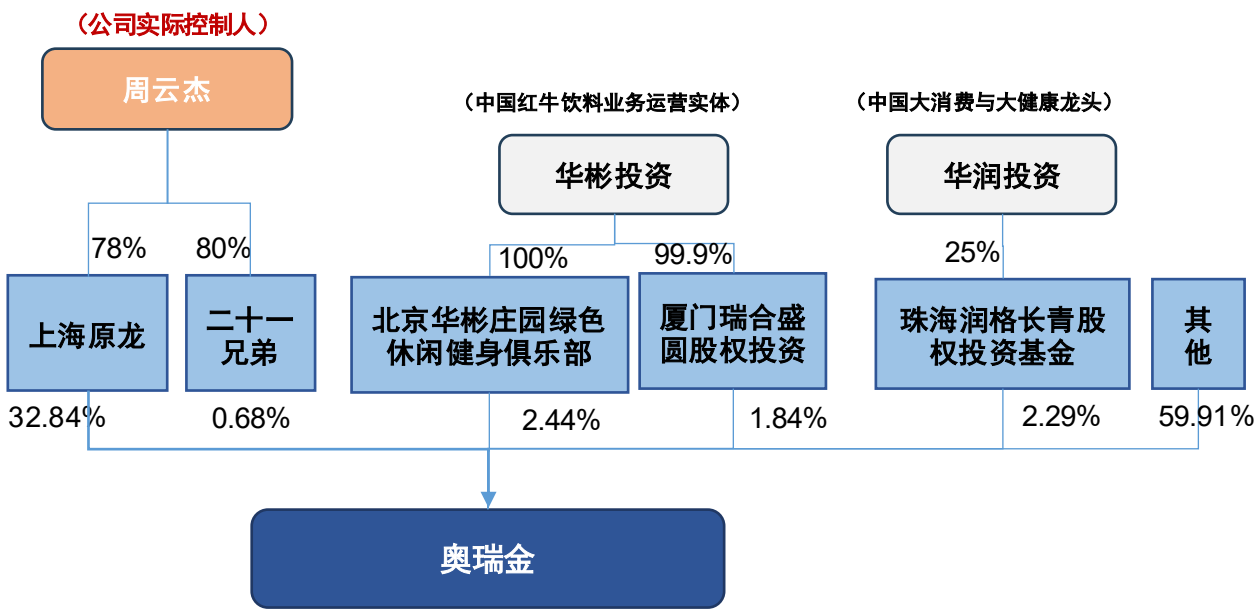 （公司实际控制人）
周云杰
（中国红牛饮料业务运营实体）
（中国大消费与大健康龙头）
华彬投资
华润投资
78%
80%
100%
99.9%
25%
上海原龙
二十一
兄弟
北京华彬庄园绿色
休闲健身俱乐部
厦门瑞合盛
圆股权投资
珠海润格长青股
权投资基金
其
他
32.84%
0.68%
2.44%
1.84%
2.29%
59.91%
奥瑞金